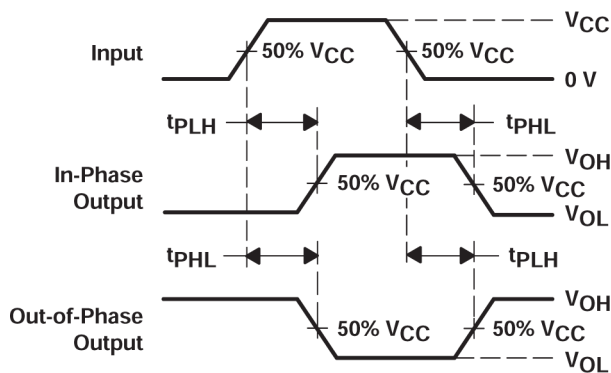 VCC
Input
50% VCC
50% VCC
0 V
tPLH
tPHL
VOH
In-Phase
Output
50% VCC
50% VCC
VOL
tPHL
tPLH
VOH
Out-of-Phase
Output
50% VCC
50% VCC
VOL